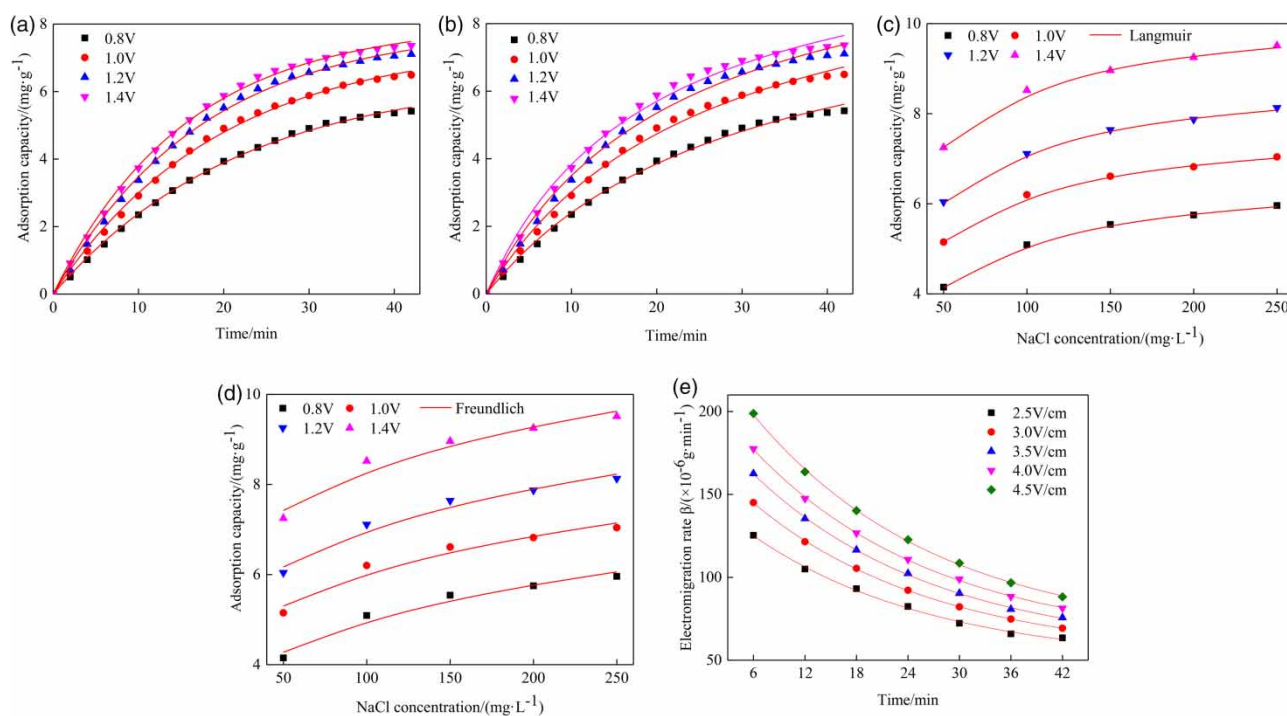 (a)
0.8V
1.0V
1.2V
1.4V
Adsorption capacity/(mg·g-1)
8
6
4
2
0
0 10 20 30 40
Time/min
(b)
0.8V
1.0V
1.2V
1.4V
Adsorption capacity/(mg·g-1)
8
6
4
2
0
0 10 20 30 40
Time/min
(c)
0.8V 1.0V Langmuir
1.2V 1.4V
Adsorption capacity/(mg·g-1)
10
8
6
4
50 100 150 200 250
NaCl concentration/(mg·L-1)
(d)
0.8V 1.0V Freundlich
1.2V 1.4V
Adsorption capacity/(mg·g-1)
10
8
6
4
50 100 150 200 250
NaCl concentration/(mg·L-1)
(e)
2.5V/cm
3.0V/cm
3.5V/cm
4.0V/cm
4.5V/cm
Electromigration rate β/(×10-6g·min-1)
200
150
100
50
6 12 18 24 30 36 42
Time/min